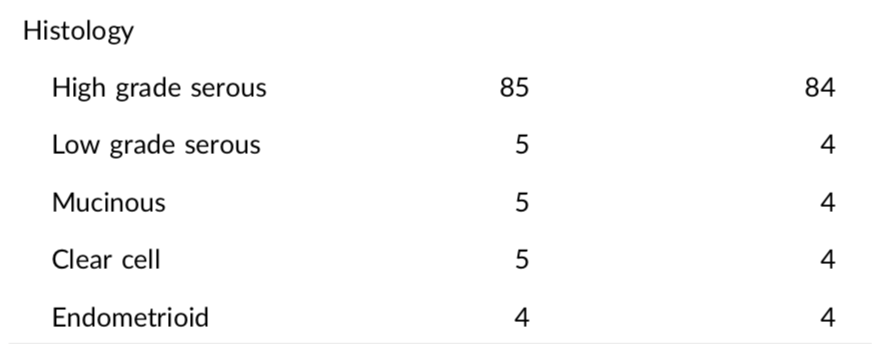 Histology
High grade serous 85 84
Low grade serous 5 4
Mucinous 5 4
Clear cell 5 4
Endometrioid 4 4